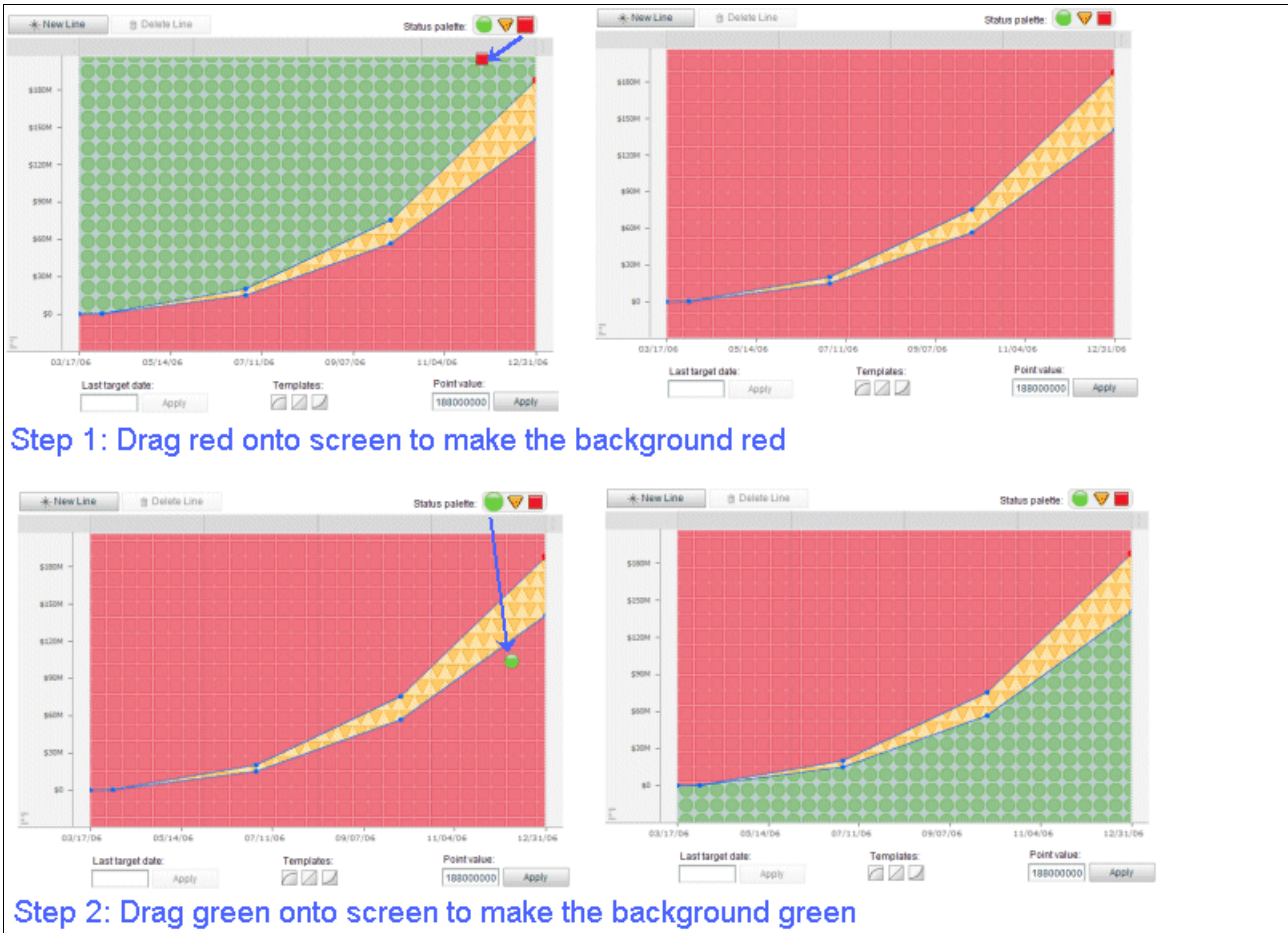 New Line Delete Line Status palette:
New Line Delete Line Status palette:
$180M
$150M
$120M
$90M
$60M
$30M
$0
03/17/06 05/14/06 07/11/06 09/07/06 11/04/06 12/31/06
Last target date: Templates: Point value:
Apply 188000000 Apply
$180M
$150M
$120M
$90M
$60M
$30M
$0
03/17/06 05/14/06 07/11/06 09/07/06 11/04/06 12/31/06
Last target date: Templates: Point value:
Apply 188000000 Apply
Step 1: Drag red onto screen to make the background red
New Line Delete Line Status palette:
New Line Delete Line Status palette:
$180M
$150M
$120M
$90M
$60M
$30M
$0
03/17/06 05/14/06 07/11/06 09/07/06 11/04/06 12/31/06
Last target date: Templates: Point value:
Apply 188000000 Apply
$180M
$150M
$120M
$90M
$60M
$30M
$0
03/17/06 05/14/06 07/11/06 09/07/06 11/04/06 12/31/06
Last target date: Templates: Point value:
Apply 188000000 Apply
Step 2: Drag green onto screen to make the background green